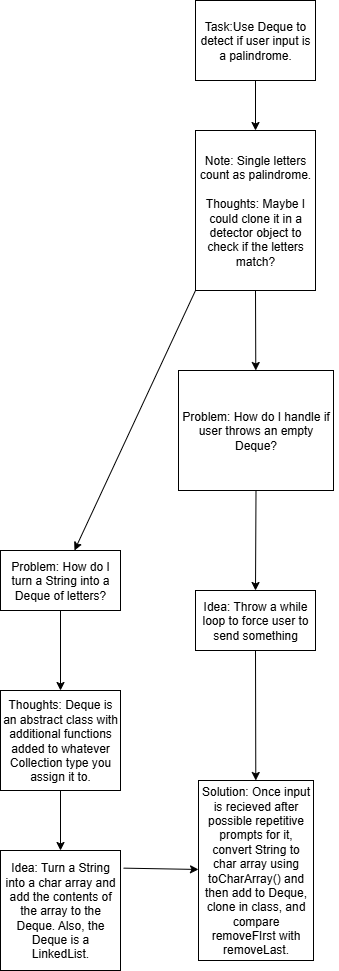 Task:Use Deque to
detect if user input is
a palindrome.
Note: Single letters
count as palindrome.
Thoughts: Maybe I
could clone it in a
detector object to
check if the letters
match?
Problem: How do I handle if
user throws an empty
Deque?
Problem: How do I
turn a String into a
Deque of letters?
Idea: Throw a while
loop to force user to
send something
Thoughts: Deque is
an abstract class with
additional functions
added to whatever
Collection type you
assign it to.
Idea: Turn a String
into a char array and
add the contents of
the array to the
Deque. Also, the
Deque is a
LinkedList.
Solution: Once input
is recieved after
possible repetitive
prompts for it,
convert String to
char array using
toCharArray() and
then add to Deque,
clone in class, and
compare
removeFIrst with
removeLast.